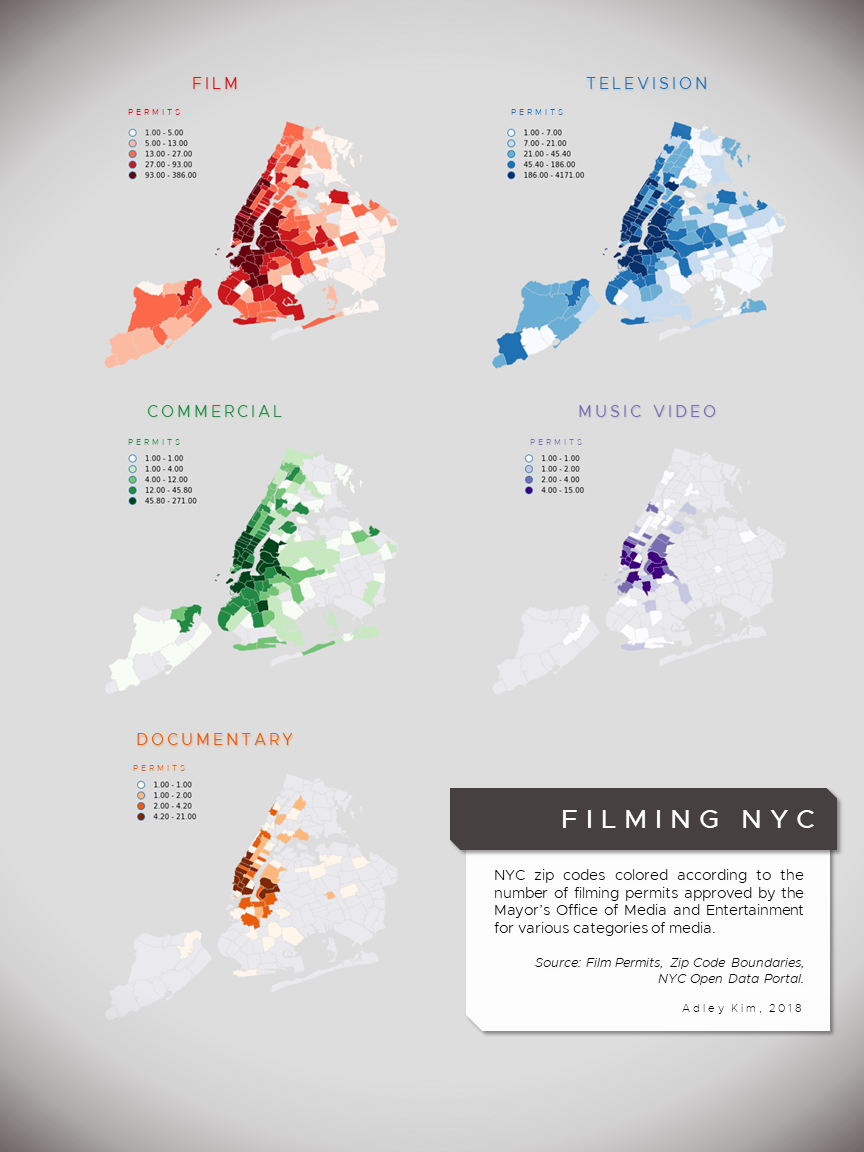 FILM
PERMITS
1.00 - 5.00
5.00 - 13.00
13.00 - 27.00
27.00 - 93.00
93.00 - 386.00
TELEVISION
PERMITS
1.00 - 7.00
7.00 - 21.00
21.00 - 45.40
45.40 - 186.00
186.00 - 4171.00
COMMERCIAL
PERMITS
1.00 - 1.00
1.00 - 4.00
4.00 - 12.00
12.00 - 45.80
45.80 - 271.00
MUSIC VIDEO
PERMITS
1.00 - 1.00
1.00 - 2.00
2.00 - 4.00
4.00 - 15.00
DOCUMENTARY
PERMITS
1.00 - 1.00
1.00 - 2.00
2.00 - 4.20
4.20 - 21.00
FILMING NYC
NYC zip codes colored according to the
number of filming permits approved by the
Mayor's Office of Media and Entertainment
for various categories of media.
Source: Film Permits, Zip Code Boundaries,
NYC Open Data Portal.
Adley Kim, 2018